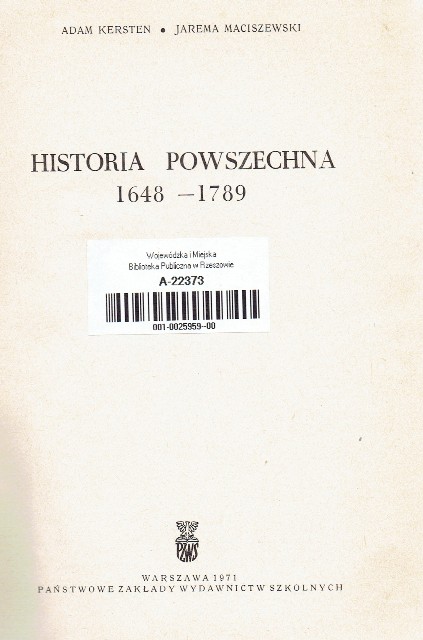 ADAM KERSTEN • JAREMA MACISZEWSKI
HISTORIA POWSZECHNA
1648 – 1789
Wojewódzka i Miejska
Biblioteka Publiczna w Rzeszowie
A-22373
001-0025959-00
PZWS
WARSZAWA 1971
PAŃSTWOWE ZAKŁADY WYDAWNICTW SZKOLNYCH